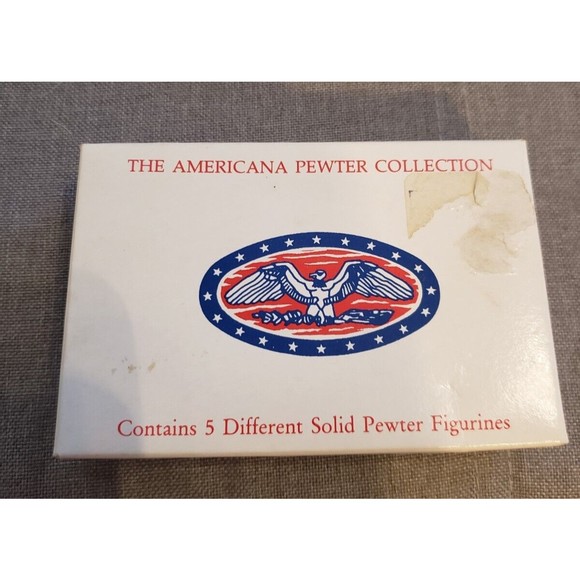 THE AMERICANA PEWTER COLLECTION
Contains 5 Different Solid Pewter Figurines